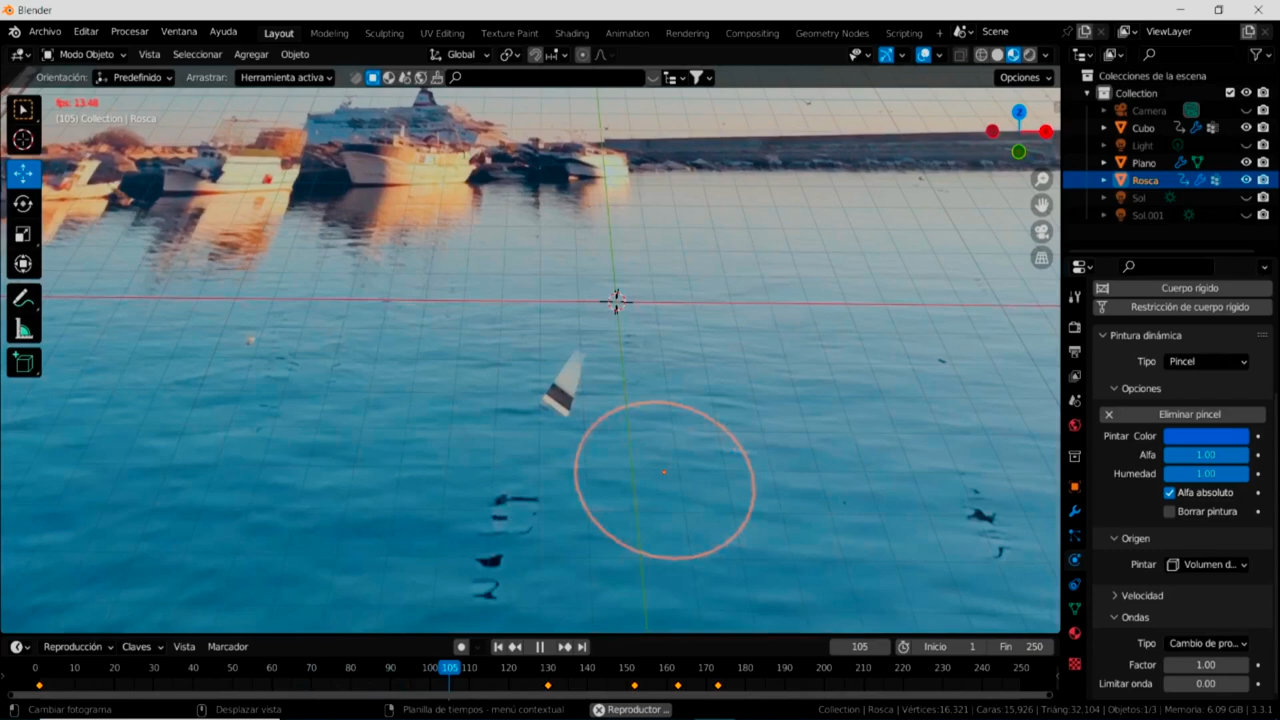 Blender
Archivo Editar Procesar Ventana Ayuda Layout Modeling Sculpting UV Editing Texture Paint Shading Animation Rendering Compositing Geometry Nodes Scripting + Scene ViewLayer
Modo Objeto Vista Seleccionar Agregar Objeto Global
Orientación: Predefinido Arrastrar: Herramienta activa Opciones
fps: 13.48
(105) Collection | Rosca
Z
Colecciones de la escena
Collection
Camera
Cubo
Light
Plano
Rosca
Sol
Sol.001
Cuerpo rígido
Restricción de cuerpo rígido
Pintura dinámica
Tipo Pincel
Opciones
Eliminar pincel
Pintar Color
Alfa 1.00
Humedad 1.00
Alfa absoluto
Borrar pintura
Origen
Pintar Volumen d...
Velocidad
Ondas
Tipo Cambio de pro...
Factor 1.00
Limitar onda 0.00
Reproducción Claves Vista Marcador 105 Inicio 1 Fin 250
0 10 20 30 40 50 60 70 80 90 100 105 110 120 130 140 150 160 170 180 190 200 210 220 230 240 250
Cambiar fotograma Desplazar vista Planilla de tiempos - menú contextual Reproductor ... Collection | Rosca | Vértices:16,321 | Caras:15,926 | Triáng:32,104 | Objetos:1/3 | Memoria: 6.09 GiB | 3.3.1